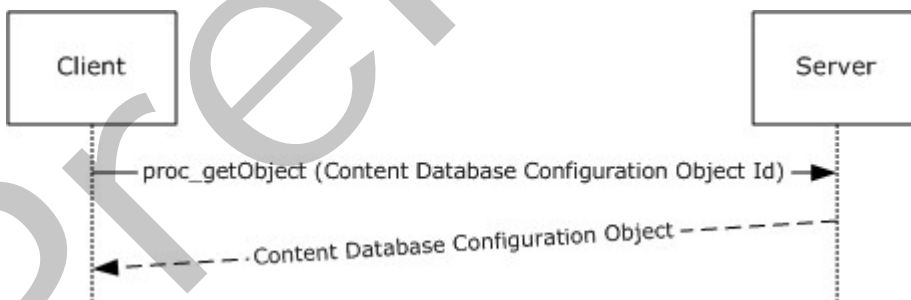 Client
Server
proc_getObject (Content Database Configuration Object Id)
Content Database Configuration Object